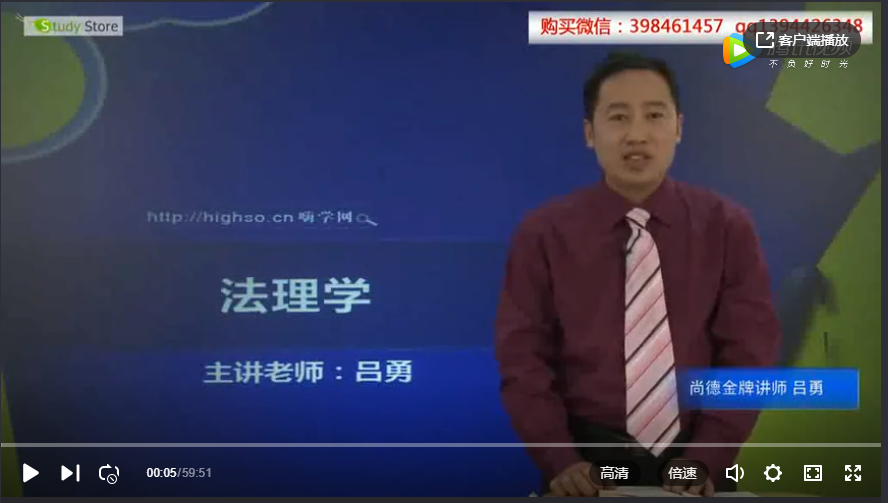 Study Store
购买微信：398461457 qq1394426348
客户端播放
不负好时光
http://highso.cn 嗨学网
法理学
主讲老师：吕勇
尚德金牌讲师 吕勇
00:05/59:51
高清
倍速